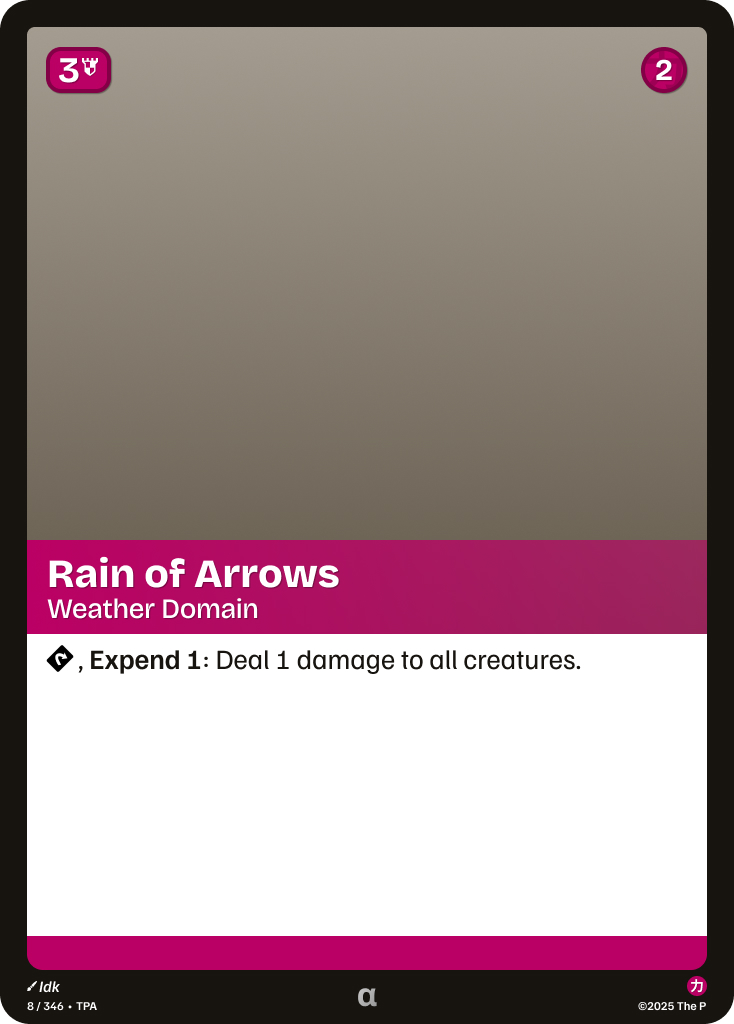 3
2
Rain of Arrows
Weather Domain
, Expend 1: Deal 1 damage to all creatures.
Idk
8 / 346 • TPA
α
力
©2025 The P